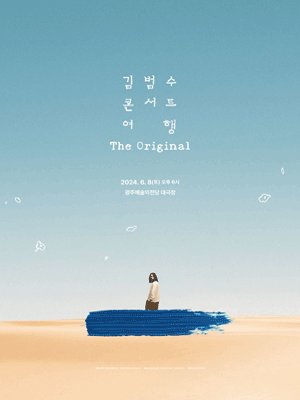 김범수
콘서트
여행
The Original
2024. 6. 8(토) 오후 6시
광주예술의전당 대극장